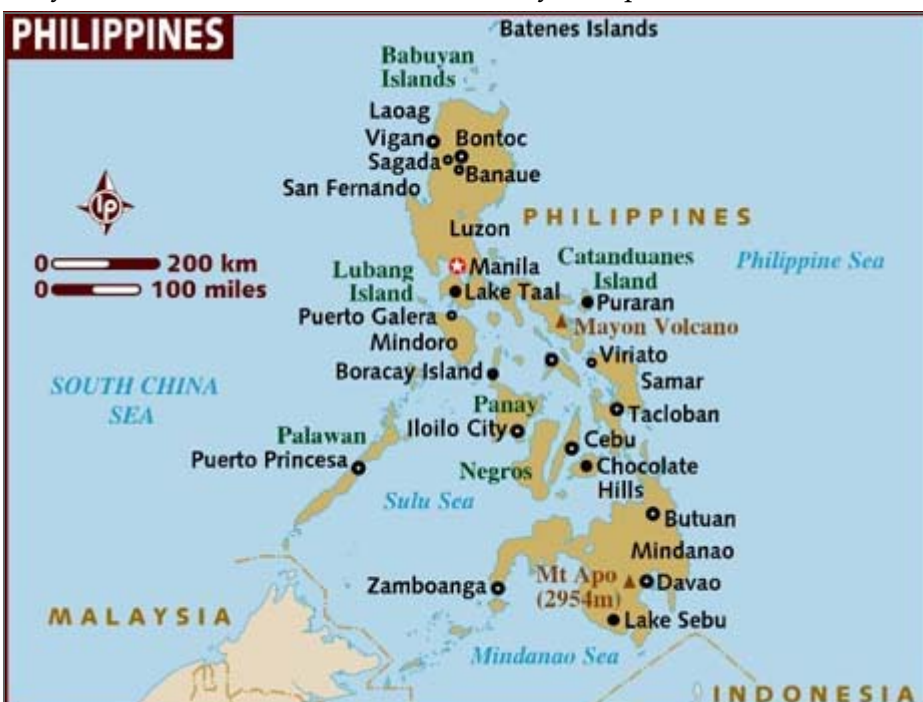 PHILIPPINES
Batenes Islands
Babuyan
Islands
Laoag
Vigan
Bontoc
Sagada
Banaue
San Fernando
PHILIPPINES
Luzon
LP
0 200 km
0 100 miles
Manila
Catanduanes
Island
Philippine Sea
Lubang
Island
Lake Taal
Puraran
Puerto Galera
Mayon Volcano
Mindoro
Viriato
Boracay Island
Samar
SOUTH CHINA
SEA
Panay
Tacloban
Palawan
Iloilo City
Cebu
Puerto Princesa
Negros
Chocolate
Hills
Sulu Sea
Butuan
Mindanao
Zamboanga
Mt Apo
(2954m)
Davao
MALAYSIA
Lake Sebu
Mindanao Sea
INDONESIA